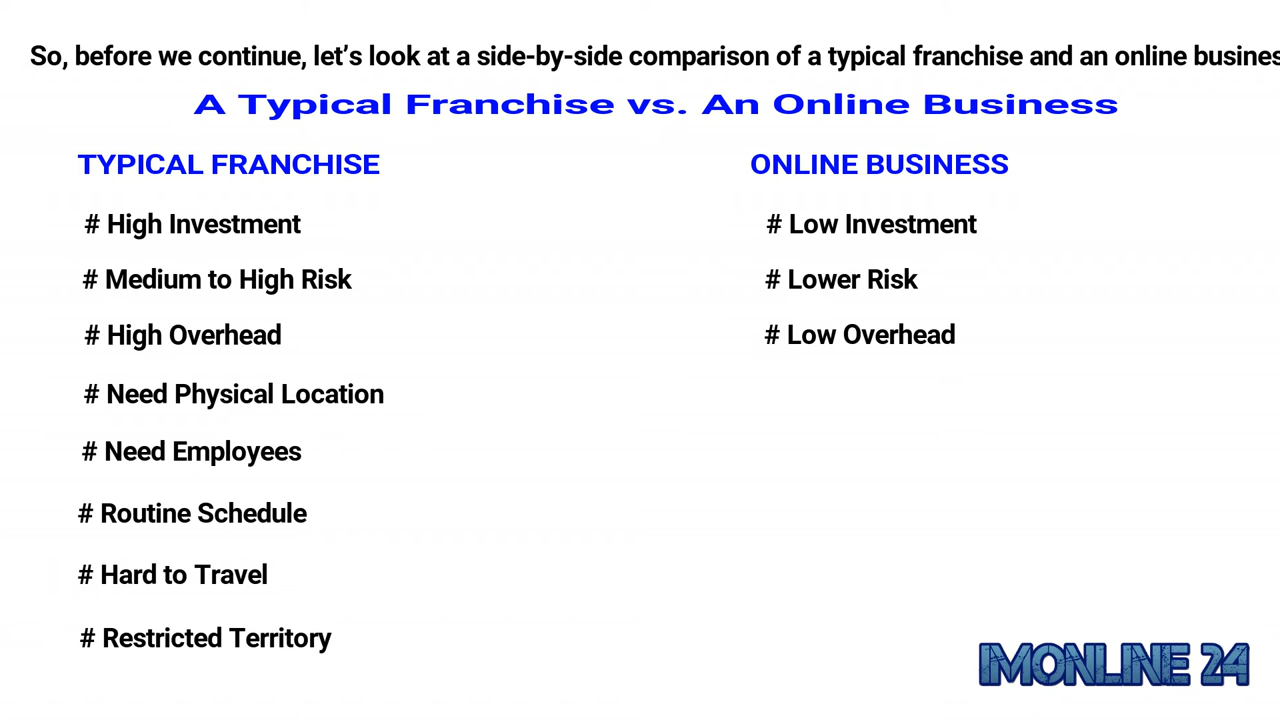 So, before we continue, let’s look at a side-by-side comparison of a typical franchise and an online busines
A Typical Franchise vs. An Online Business
TYPICAL FRANCHISE
ONLINE BUSINESS
# High Investment
# Low Investment
# Medium to High Risk
# Lower Risk
# High Overhead
# Low Overhead
# Need Physical Location
# Need Employees
# Routine Schedule
# Hard to Travel
# Restricted Territory
IMONLINE 24